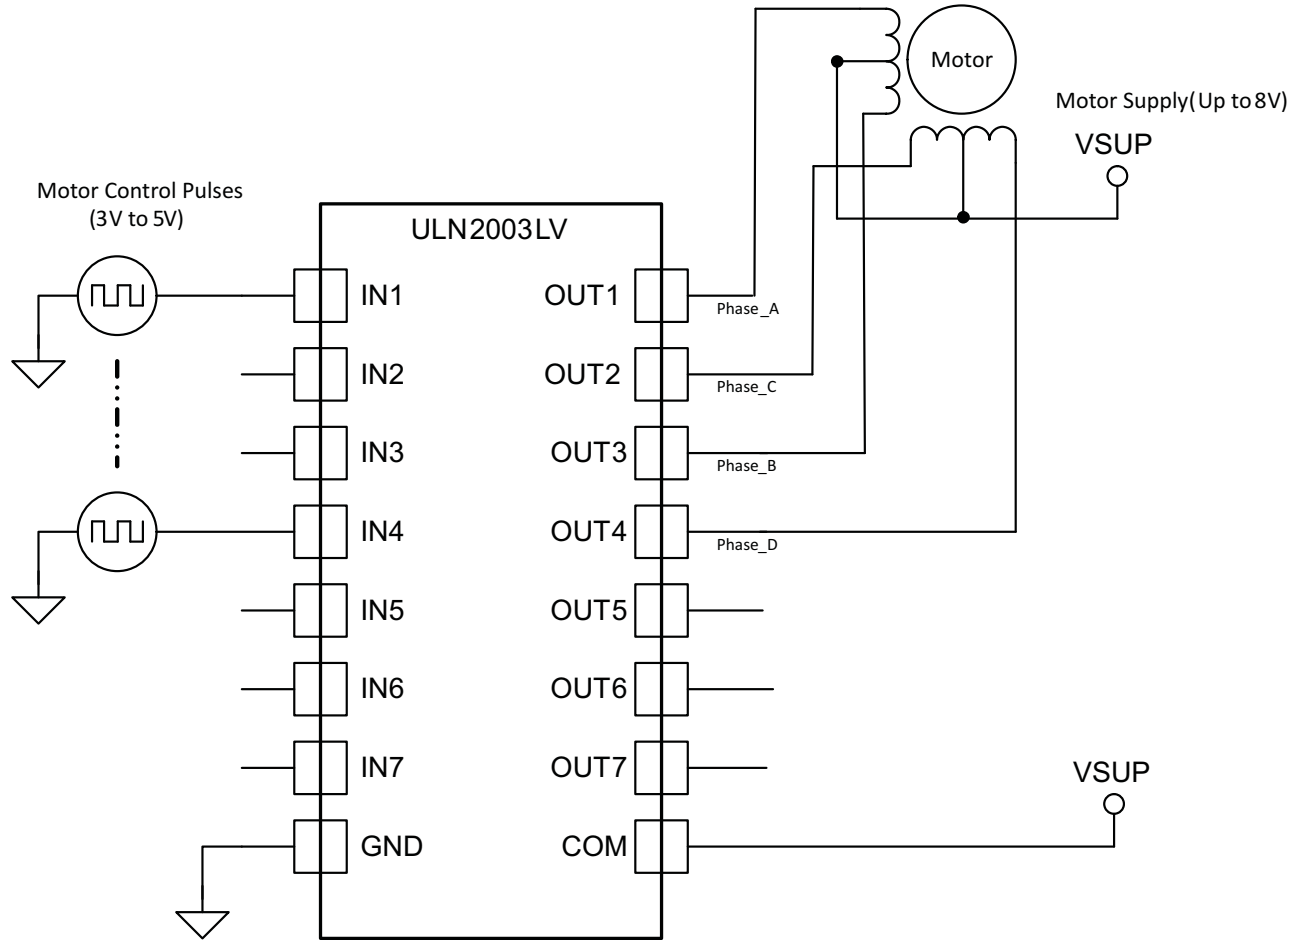 Motor
Motor Supply(Up to 8V)
VSUP
Motor Control Pulses
(3V to 5V)
ULN2003LV
IN1
OUT1
Phase_A
IN2
OUT2
Phase_C
IN3
OUT3
Phase_B
IN4
OUT4
Phase_D
IN5
OUT5
IN6
OUT6
IN7
OUT7
VSUP
GND
COM